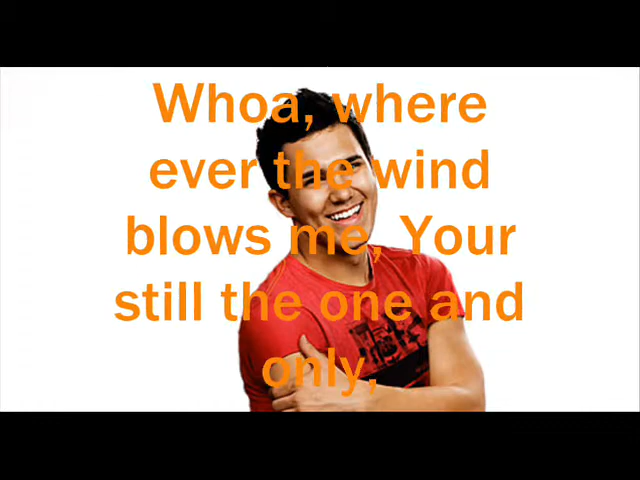 Whoa, where
ever the wind
blows me, Your
still the one and
only,